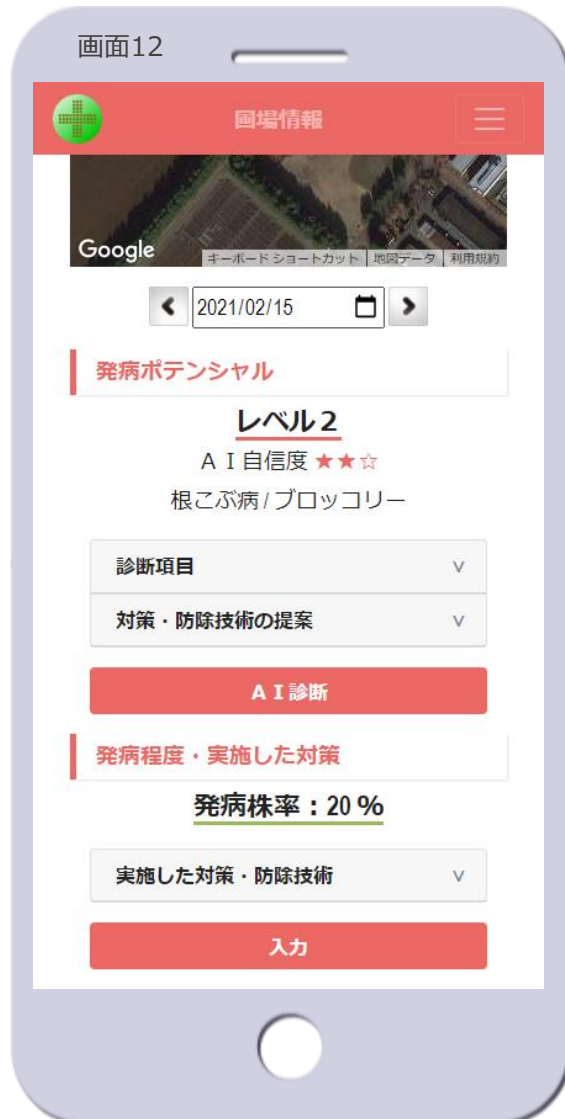 画面12
圃場情報
Google
キーボード ショートカット 地図データ 利用規約
2021/02/15
発病ポテンシャル
レベル2
AI自信度 ★★☆
根こぶ病/ブロッコリー
診断項目
対策・防除技術の提案
AI診断
発病程度・実施した対策
発病株率：20%
実施した対策・防除技術
入力